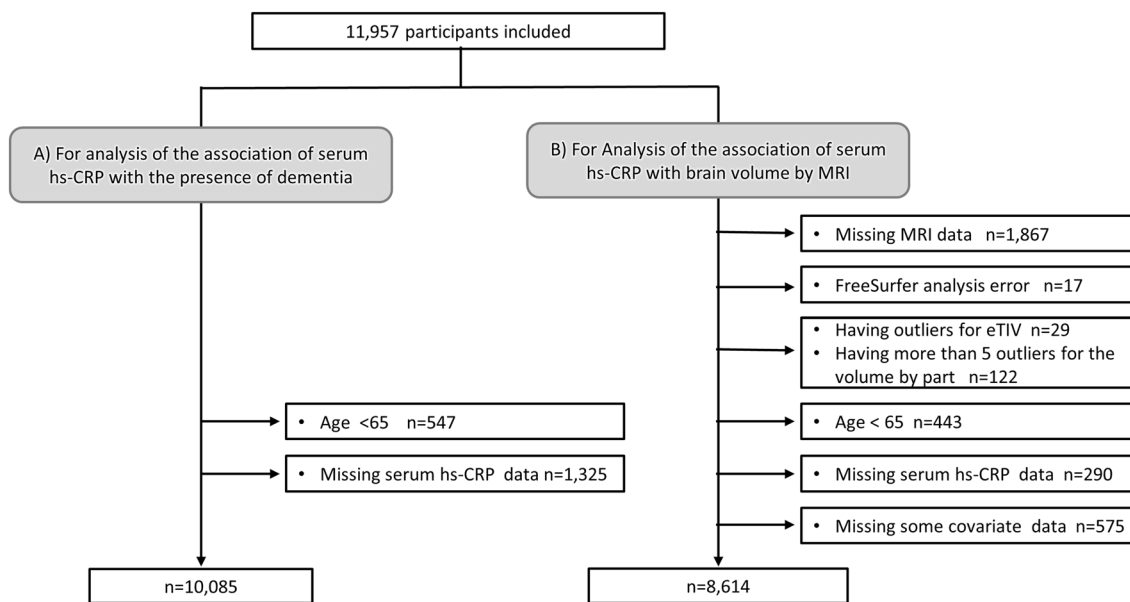 11,957 participants included
A) For analysis of the association of serum
hs-CRP with the presence of dementia
B) For Analysis of the association of serum
hs-CRP with brain volume by MRI
• Missing MRI data n=1,867
• FreeSurfer analysis error n=17
• Having outliers for eTIV n=29
• Having more than 5 outliers for the
volume by part n=122
• Age <65 n=547
• Missing serum hs-CRP data n=1,325
• Age < 65 n=443
• Missing serum hs-CRP data n=290
• Missing some covariate data n=575
n=10,085
n=8,614